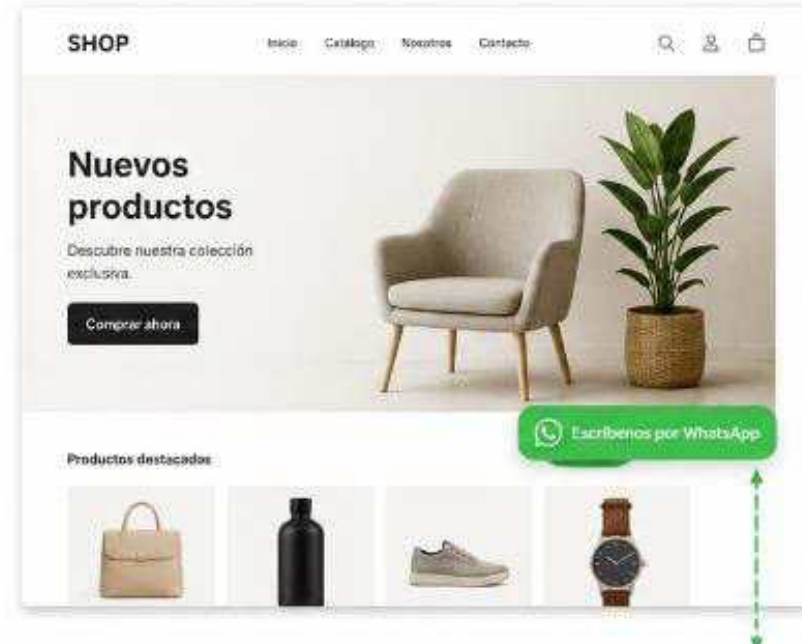 SHOP
Inicio Catálogo Nosotros Contacto
Nuevos
productos
Descubre nuestra colección
exclusiva.
Comprar ahora
Escríbenos por WhatsApp
Productos destacados